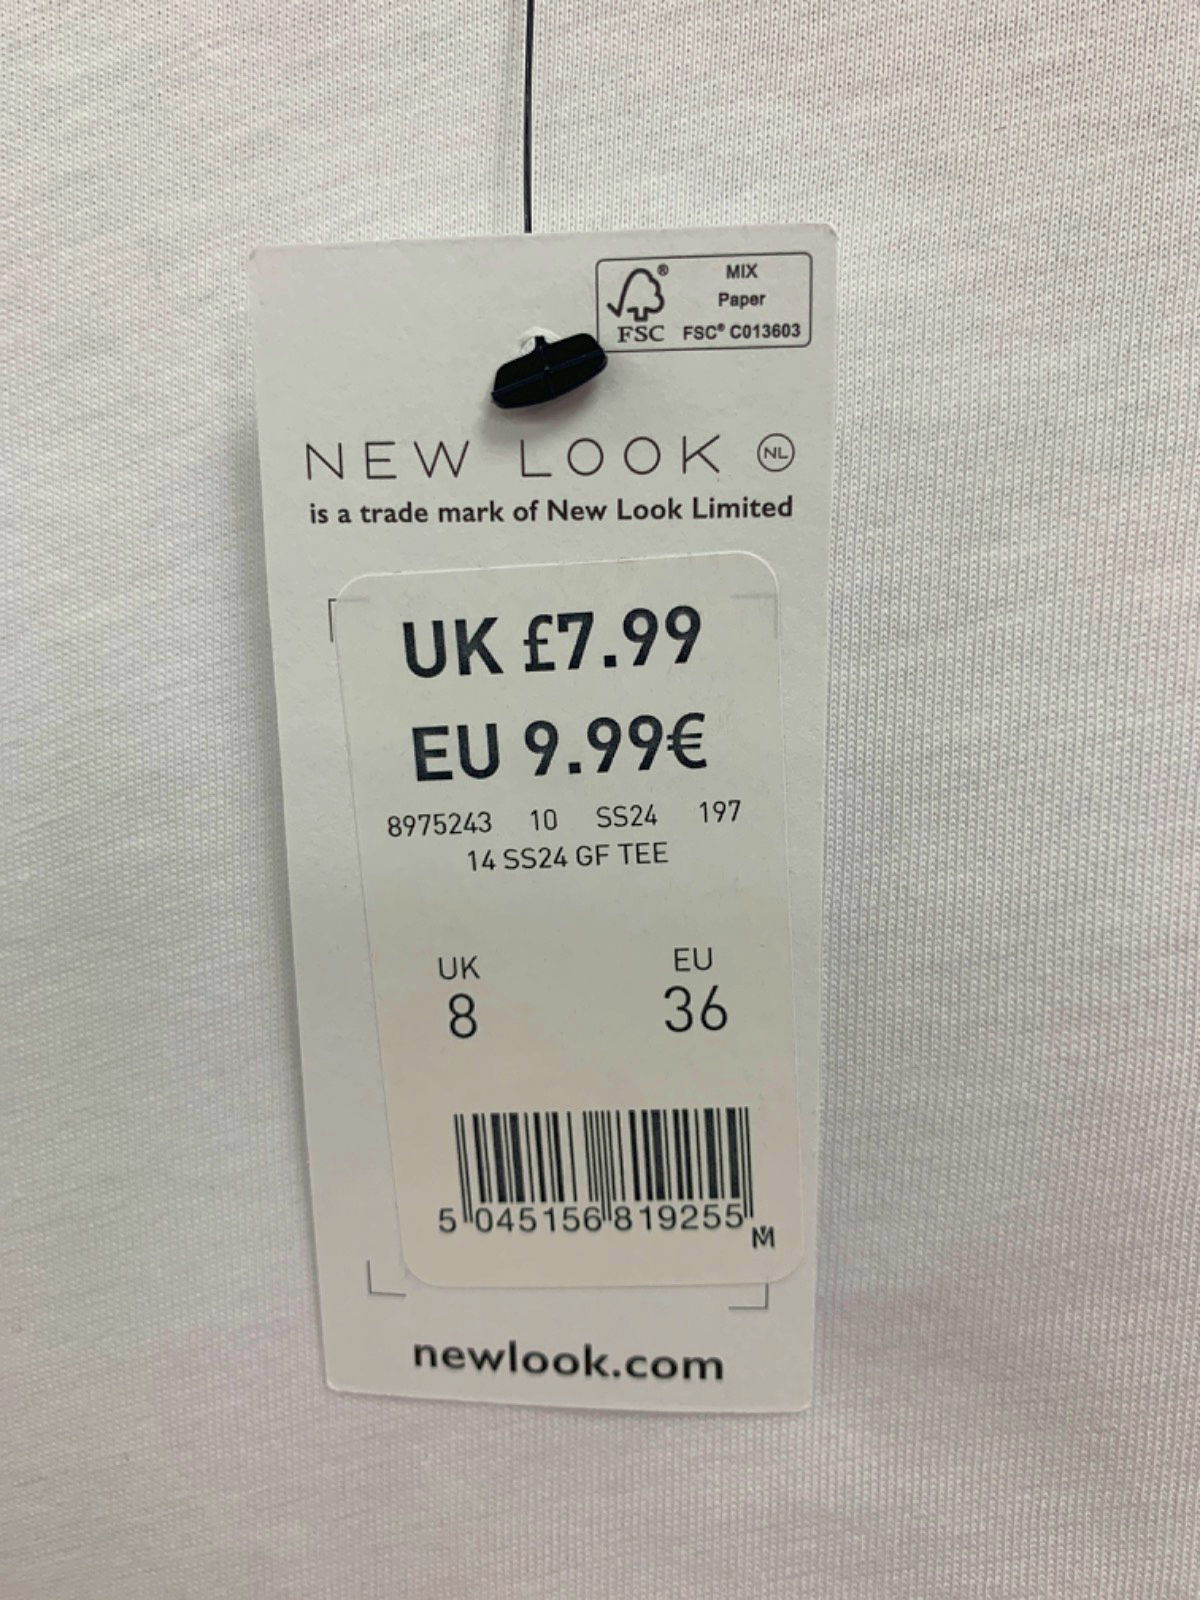 MIX
Paper
FSC® C013603
FSC
®
NEW LOOK NL
is a trade mark of New Look Limited
UK £7.99
EU 9.99€
8975243 10 SS24 197
14 SS24 GF TEE
UK EU
8 36
5 045156 819255
M
newlook.com